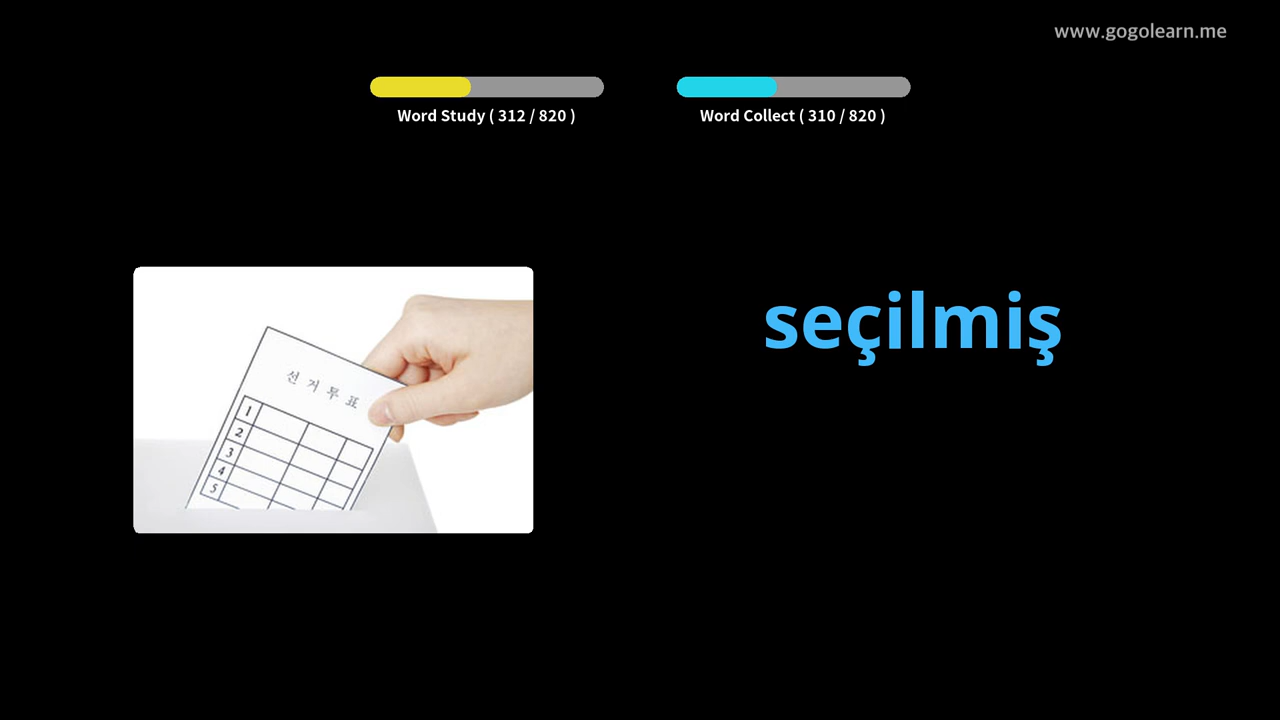 www.gogolearn.me
Word Study ( 312 / 820 )
Word Collect ( 310 / 820 )
seçilmiş
선 거 투 표
1
2
3
4
5